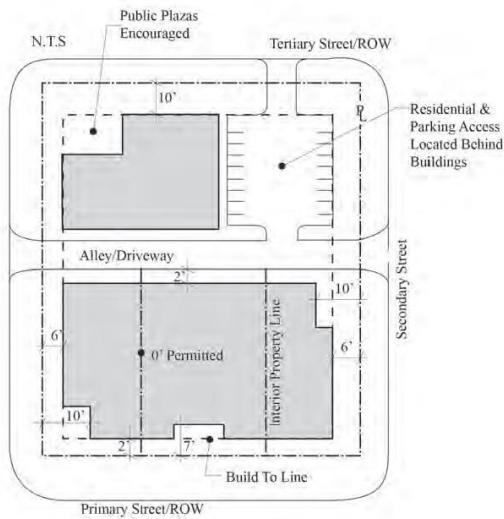 Public Plazas
Encouraged
N.T.S
Tertiary Street/ROW
10'
PL
Residential &
Parking Access
Located Behind
Buildings
Alley/Driveway
2'
10'
Secondary Street
6'
0' Permitted
Interior Property Line
6'
10'
2'
7'
Build To Line
Primary Street/ROW